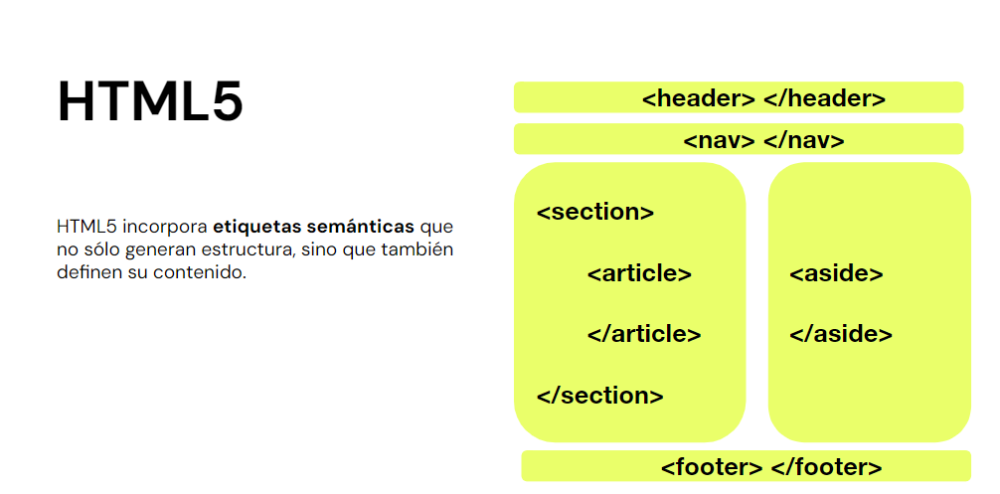 HTML5
HTML5 incorpora etiquetas semánticas que
no sólo generan estructura, sino que también
definen su contenido.
<header> </header>
<nav> </nav>
<section>
<article>
</article>
</section>
<aside>
</aside>
<footer> </footer>